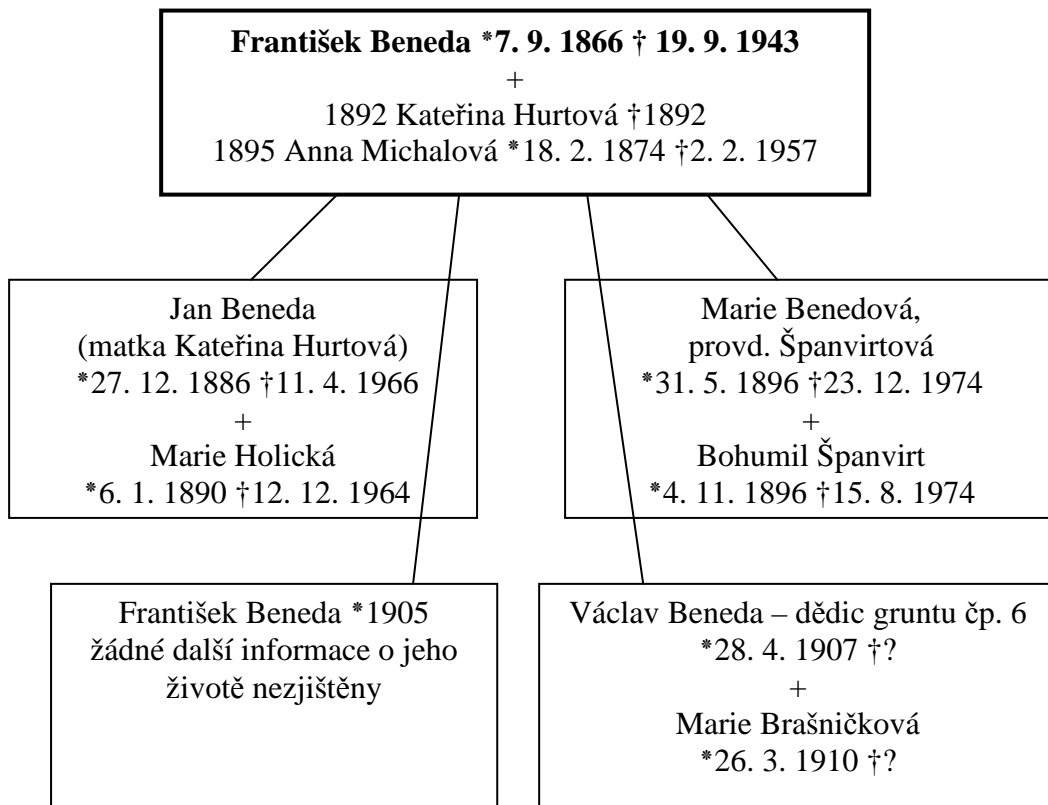 František Beneda *7. 9. 1866 † 19. 9. 1943
+
1892 Kateřina Hurtová †1892
1895 Anna Michalová *18. 2. 1874 †2. 2. 1957
Jan Beneda
(matka Kateřina Hurtová)
*27. 12. 1886 †11. 4. 1966
+
Marie Holická
*6. 1. 1890 †12. 12. 1964
Marie Benedová,
provd. Španvirtová
*31. 5. 1896 †23. 12. 1974
+
Bohumil Španvirt
*4. 11. 1896 †15. 8. 1974
František Beneda *1905
žádné další informace o jeho
životě nezjištěny
Václav Beneda – dědic gruntu čp. 6
*28. 4. 1907 †?
+
Marie Brašničková
*26. 3. 1910 †?